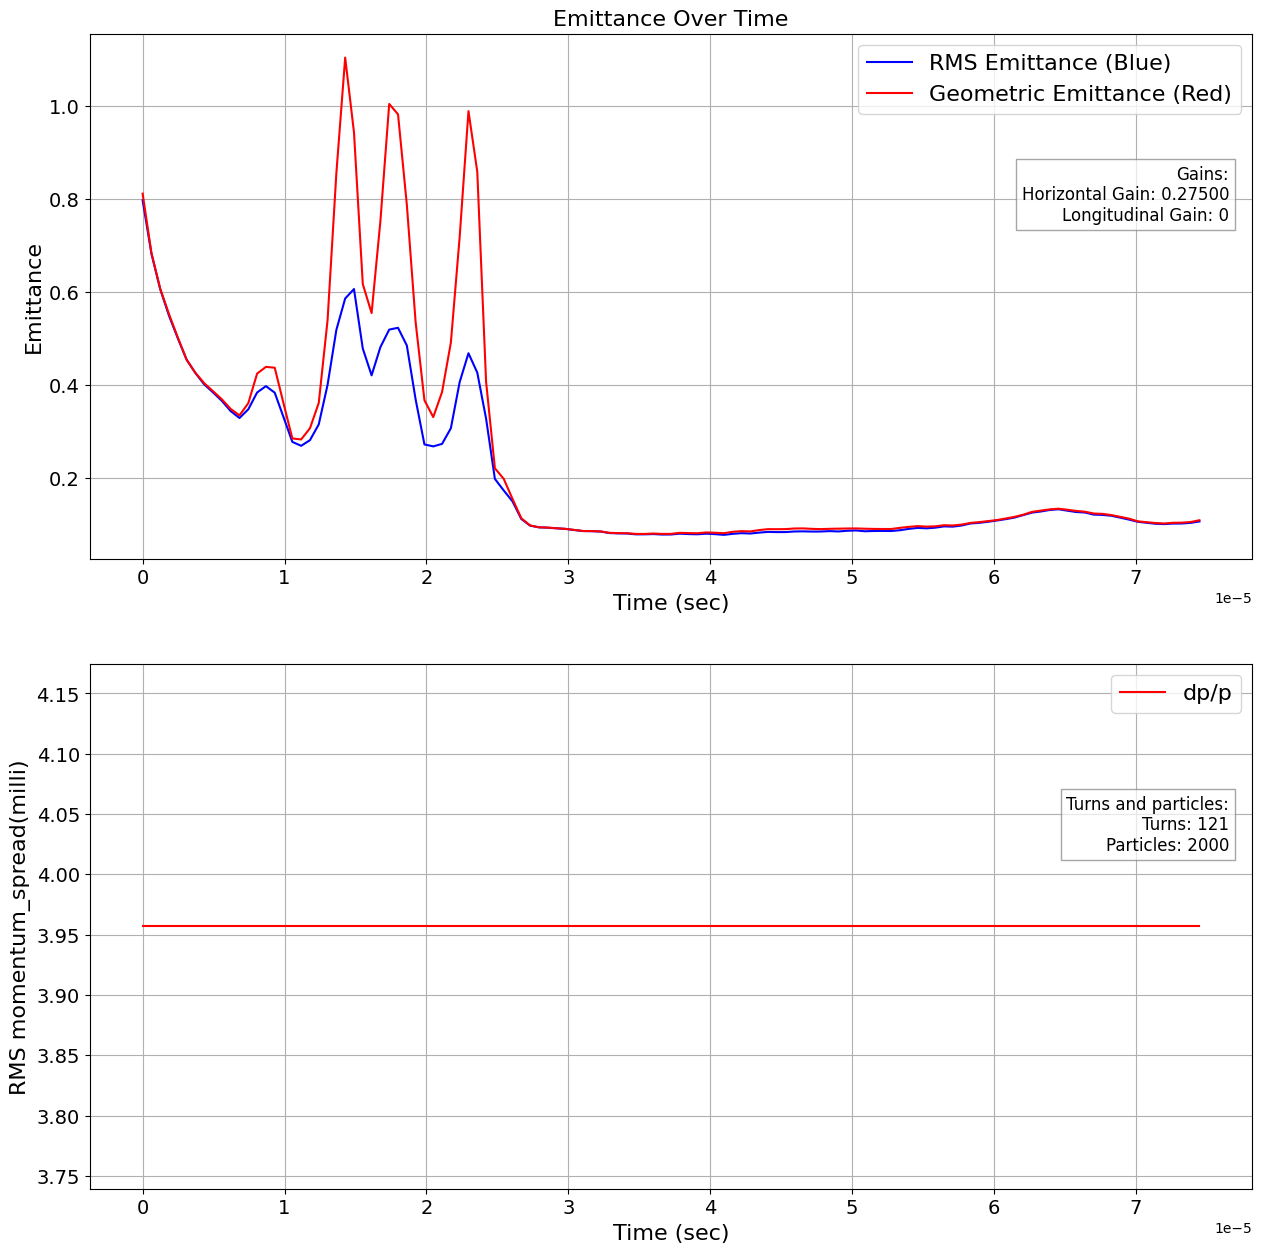 Emittance Over Time
RMS Emittance (Blue)
Geometric Emittance (Red)
Gains:
Horizontal Gain: 0.27500
Longitudinal Gain: 0
Emittance
1.0
0.8
0.6
0.4
0.2
0 1 2 3 4 5 6 7
Time (sec)
1e−5
dp/p
Turns and particles:
Turns: 121
Particles: 2000
RMS momentum_spread(milli)
4.15
4.10
4.05
4.00
3.95
3.90
3.85
3.80
3.75
0 1 2 3 4 5 6 7
Time (sec)
1e−5